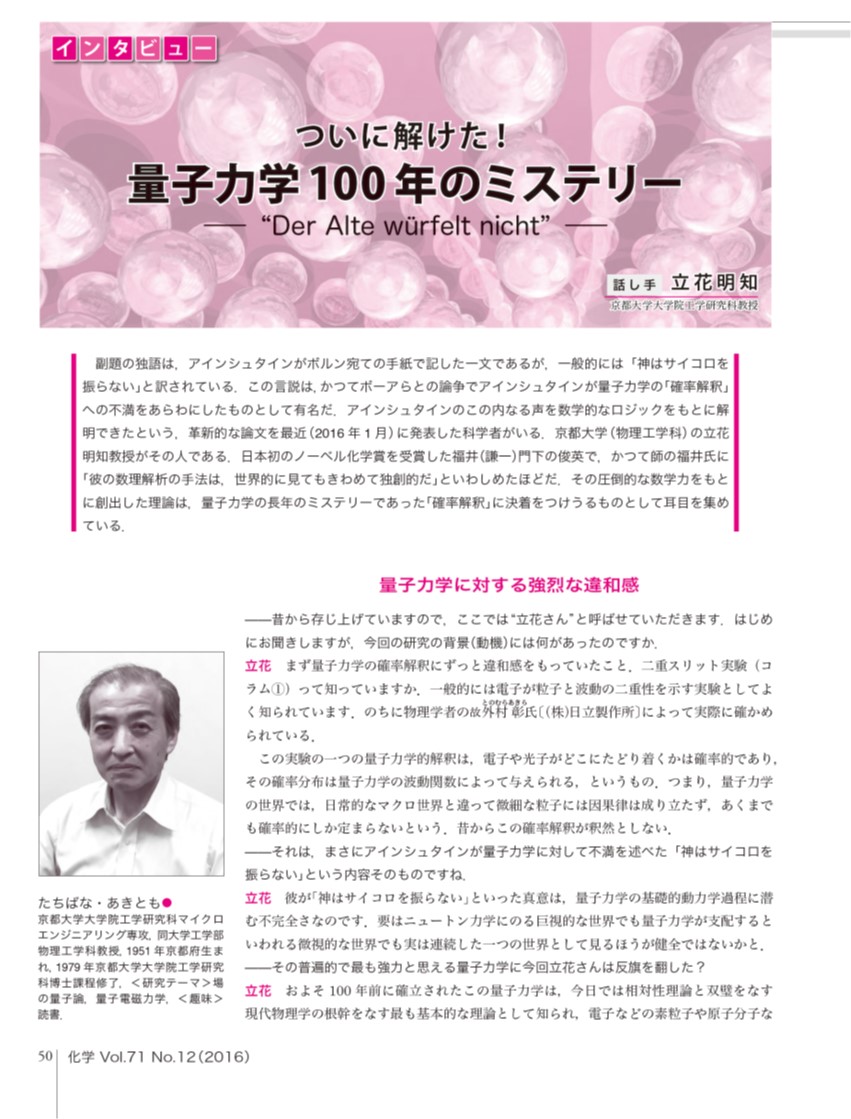 インタビュー
ついに解けた！
量子力学100年のミステリー
―― “Der Alte würfelt nicht” ――
話し手 立花明知
京都大学大学院工学研究科教授
副題の独語は，アインシュタインがボルン宛ての手紙で記した一文であるが，一般的には「神はサイコロを
振らない」と訳されている．この言説は，かつてボーアらとの論争でアインシュタインが量子力学の「確率解釈」
への不満をあらわにしたものとして有名だ．アインシュタインのこの内なる声を数学的なロジックをもとに解
明できたという，革新的な論文を最近（2016年1月）に発表した科学者がいる．京都大学（物理工学科）の立花
明知教授がその人である．日本初のノーベル化学賞を受賞した福井（謙一）門下の俊英で，かつて師の福井氏に
「彼の数理解析の手法は，世界的に見てもきわめて独創的だ」といわしめたほどだ．その圧倒的な数学力をもと
に創出した理論は，量子力学の長年のミステリーであった「確率解釈」に決着をつけうるものとして耳目を集め
ている．
量子力学に対する強烈な違和感
――昔から存じ上げていますので，ここでは“立花さん”と呼ばせていただきます．はじめ
にお聞きしますが，今回の研究の背景（動機）には何があったのですか．
立花 まず量子力学の確率解釈にずっと違和感をもっていたこと．二重スリット実験（コ
ラム①）って知っていますか．一般的には電子が粒子と波動の二重性を示す実験としてよ
く知られています．のちに物理学者の故外村彰氏〔（株）日立製作所〕によって実際に確かめ
とのむらあきら
られている．
この実験の一つの量子力学的解釈は，電子や光子がどこにたどり着くかは確率的であり，
その確率分布は量子力学の波動関数によって与えられる，というもの．つまり，量子力学
の世界では，日常的なマクロ世界と違って微細な粒子には因果律は成り立たず，あくまで
も確率的にしか定まらないという．昔からこの確率解釈が釈然としない．
――それは，まさにアインシュタインが量子力学に対して不満を述べた「神はサイコロを
振らない」という内容そのものですね．
立花 彼が「神はサイコロを振らない」といった真意は，量子力学の基礎的動力学過程に潜
む不完全さなのです．要はニュートン力学にのる巨視的な世界でも量子力学が支配すると
いわれる微視的な世界でも実は連続した一つの世界として見るほうが健全ではないかと．
――その普遍的で最も強力と思える量子力学に今回立花さんは反旗を翻した？
立花 およそ100年前に確立されたこの量子力学は，今日では相対性理論と双璧をなす
現代物理学の根幹をなす最も基本的な理論として知られ，電子などの素粒子や原子分子な
たちばな・あきとも●
京都大学大学院工学研究科マイクロ
エンジニアリング専攻，同大学工学部
物理工学科教授，1951年京都府生ま
れ，1979年京都大学大学院工学研究
科博士課程修了，＜研究テーマ＞場
の量子論，量子電磁力学，＜趣味＞
読書．
50 化学 Vol.71 No.12（2016）